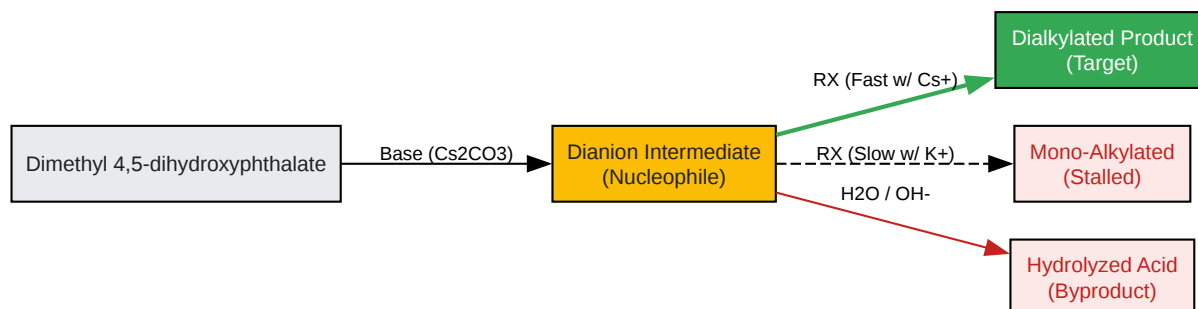 Dialkylated Product
(Target)
RX (Fast w/ Cs+)
Dimethyl 4,5-dihydroxyphthalate
Base (Cs2CO3)
Dianion Intermediate
(Nucleophile)
RX (Slow w/ K+)
Mono-Alkylated
(Stalled)
H2O / OH-
Hydrolyzed Acid
(Byproduct)